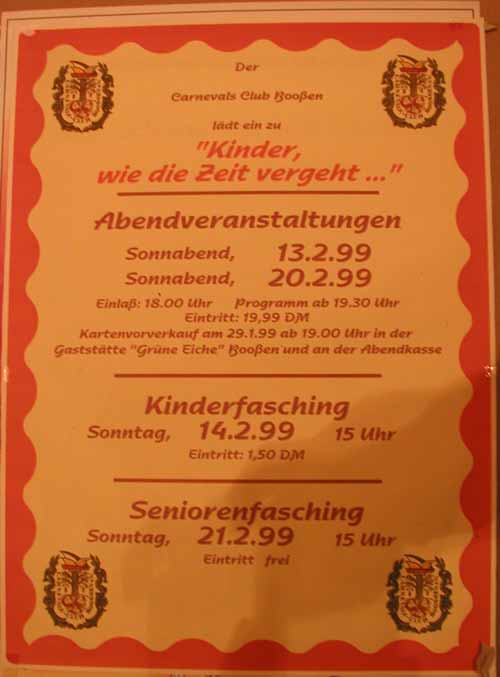 Der
Carnevals Club Booßen
lädt ein zu
"Kinder,
wie die Zeit vergeht ..."
Abendveranstaltungen
Sonnabend, 13.2.99
Sonnabend, 20.2.99
Einlaß: 18.00 Uhr Programm ab 19.30 Uhr
Eintritt: 19,99 DM
Kartenvorverkauf am 29.1.99 ab 19.00 Uhr in der
Gaststätte "Grüne Eiche" Booßen und an der Abendkasse
Kinderfasching
Sonntag, 14.2.99 15 Uhr
Eintritt: 1,50 DM
Seniorenfasching
Sonntag, 21.2.99 15 Uhr
Eintritt frei